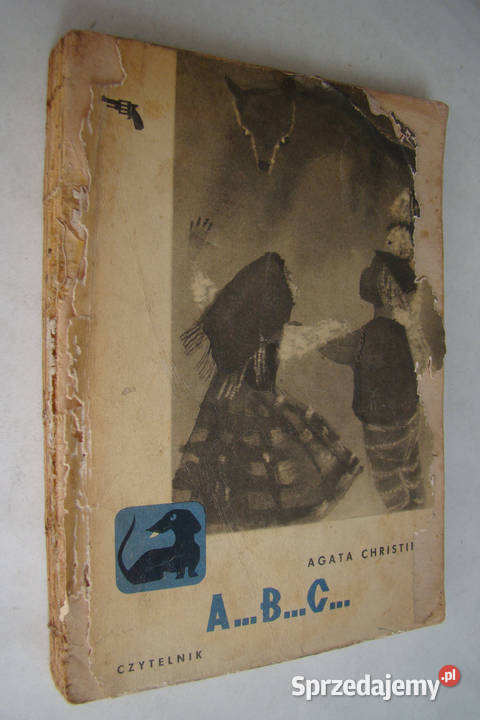 AGATA CHRISTIE
A...B...C...
CZYTELNIK
Sprzedajemy.pl